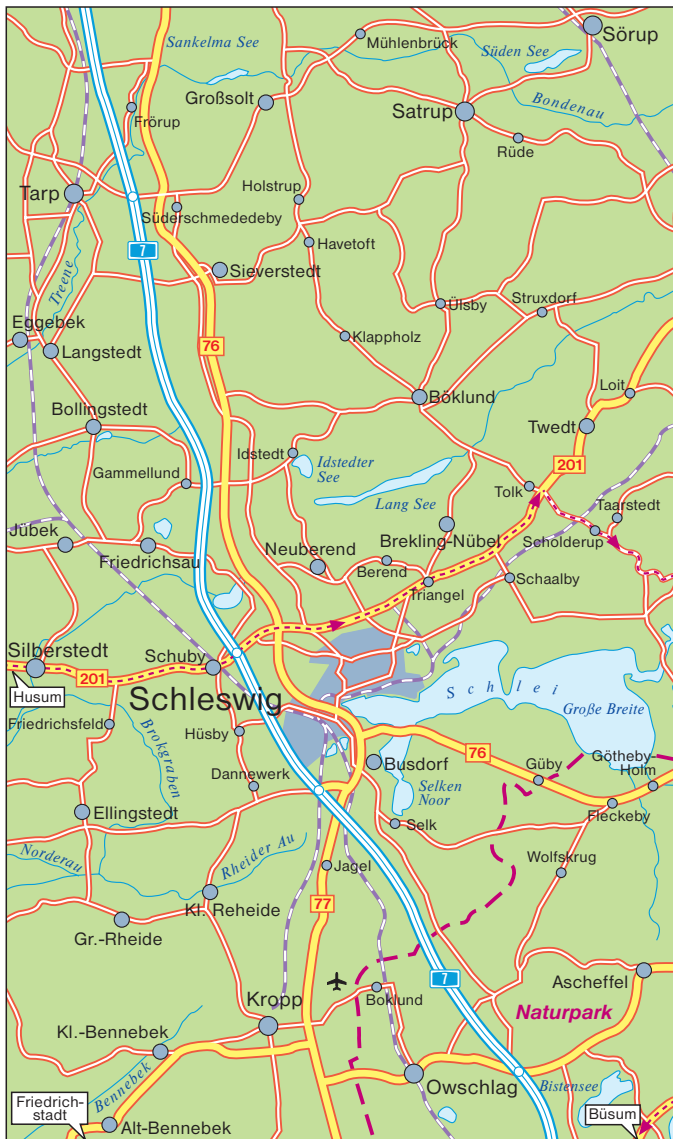 Sankelma See
Mühlenbrück
Süden See
Sörup
Großsolt
Satrup
Bondenau
Frörup
Rüde
Tarp
Holstrup
Süderschmededeby
7
Havetoft
Sieverstedt
Treene
Ülsby
Struxdorf
Eggebek
76
Klappholz
Langstedt
Loit
Böklund
Bollingstedt
Twedt
Idstedt
Idstedter
See
201
Gammellund
Tolk
Lang See
Taarstedt
Jübek
Brekling-Nübel
Scholderup
Friedrichsau
Neuberend
Berend
Triangel
Schaalby
Silberstedt
Schuby
201
Husum
Schleswig
Schlei
Große Breite
Friedrichsfeld
Brokgraben
Hüsby
76
Götheby-
Holm
Busdorf
Güby
Dannewerk
Selken
Noor
Ellingstedt
Fleckeby
Selk
Norderau
Rheider Au
Jagel
Wolfskrug
77
Kl. Reheide
Gr.-Rheide
7
Ascheffel
Boklund
Kropp
Naturpark
Kl.-Bennebek
Bennebek
Owschlag
Bistensee
Friedrich-
stadt
Büsum
Alt-Bennebek